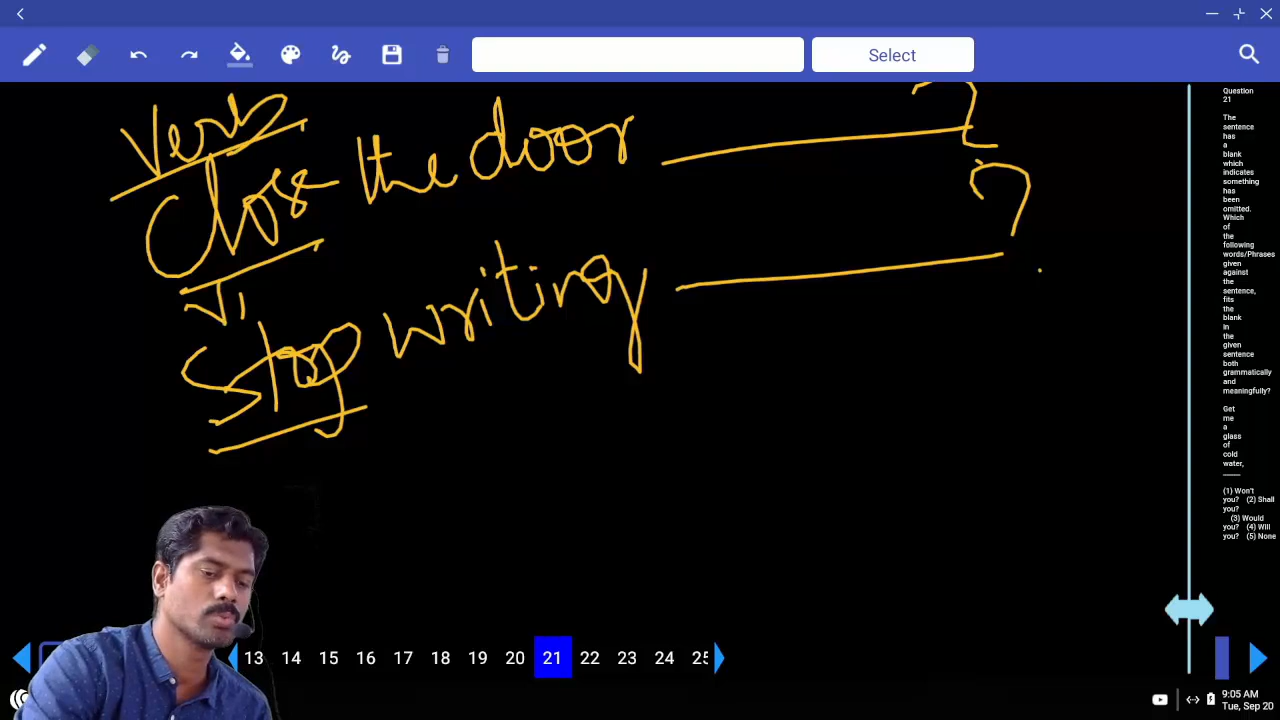 Select
Verb
Close the door ?
V1
Stop writing ?
Question
21
The
sentence
has
a
blank
which
indicates
something
has
been
omitted.
Which
of
the
following
words/Phrases
given
against
the
sentence,
fits
the
blank
in
the
given
sentence
both
grammatically
and
meaningfully?
Get
me
a
glass
of
cold
water,
____
(1) Won't
you? (2) Shall
you?
(3) Would
you? (4) Will
you? (5) None
13 14 15 16 17 18 19 20 21 22 23 24 25
9:05 AM
Tue, Sep 20